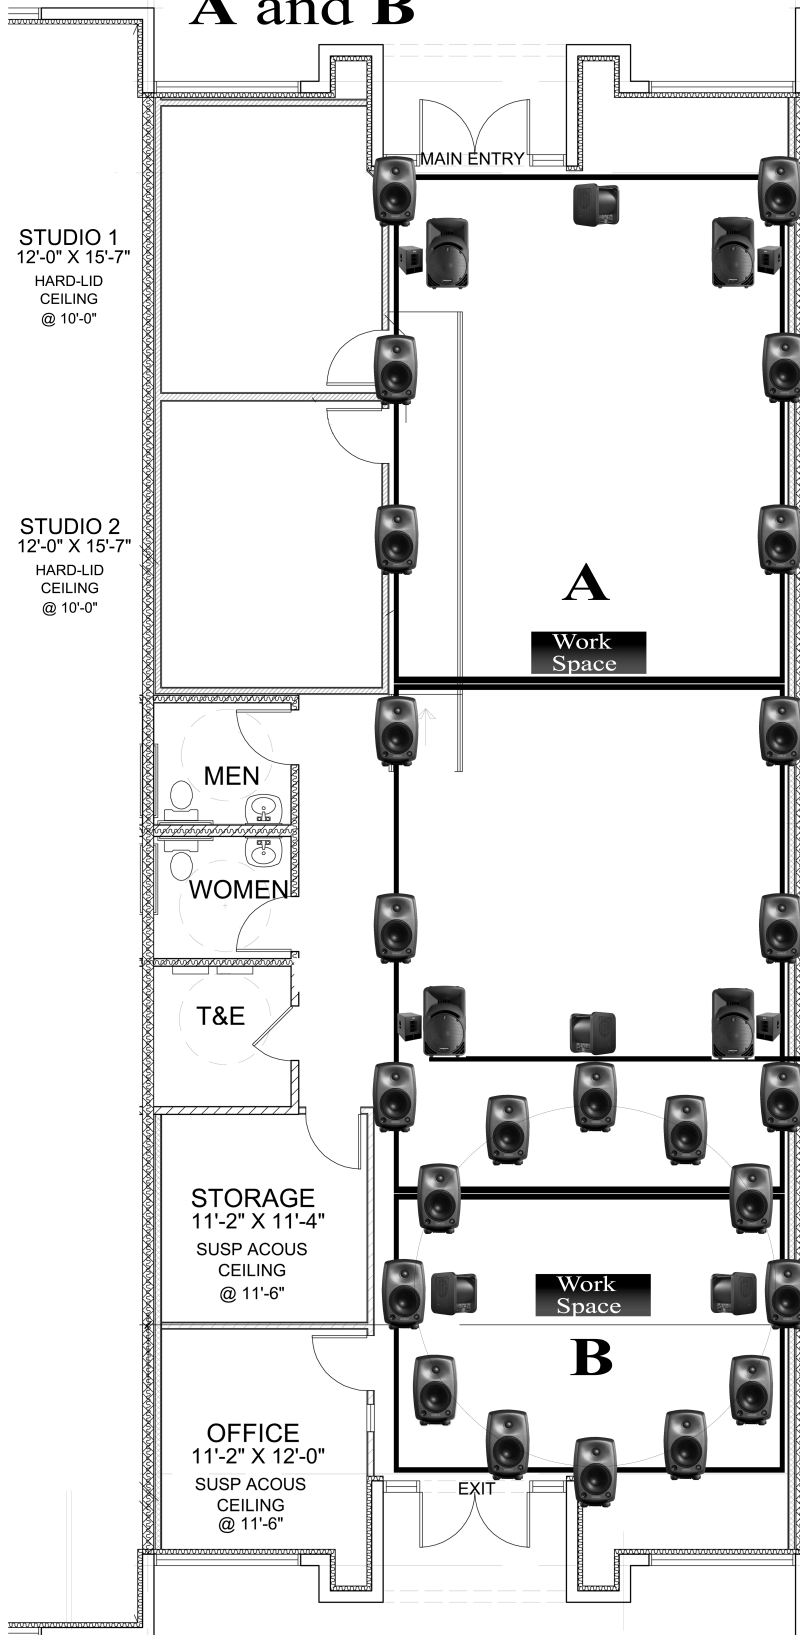 A and B
MAIN ENTRY
STUDIO 1
12'-0" X 15'-7"
HARD-LID
CEILING
@ 10'-0"
STUDIO 2
12'-0" X 15'-7"
HARD-LID
CEILING
@ 10'-0"
A
Work
Space
MEN
WOMEN
T&E
STORAGE
11'-2" X 11'-4"
SUSP ACOUS
CEILING
@ 11'-6"
Work
Space
B
OFFICE
11'-2" X 12'-0"
SUSP ACOUS
CEILING
@ 11'-6"
EXIT